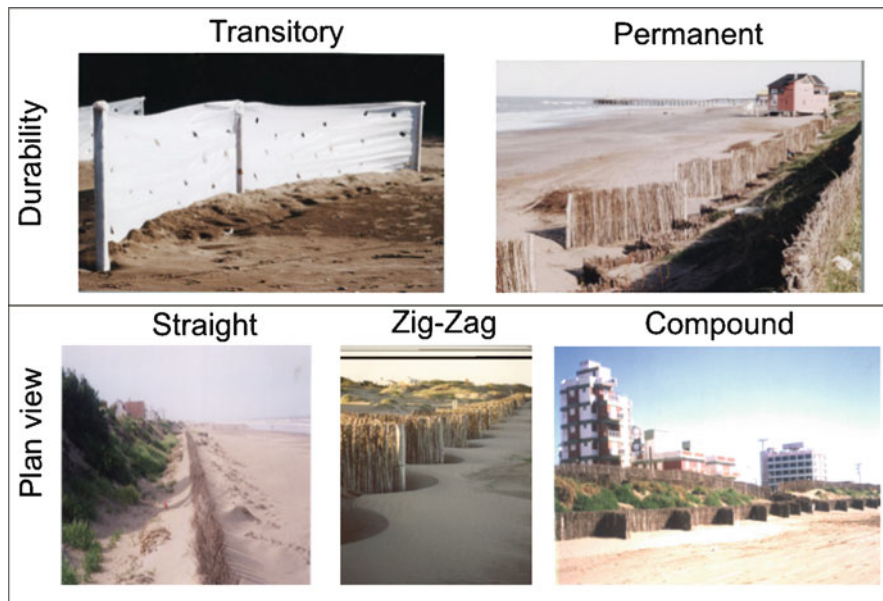 Transitory
Permanent
Durability
Straight
Zig-Zag
Compound
Plan view